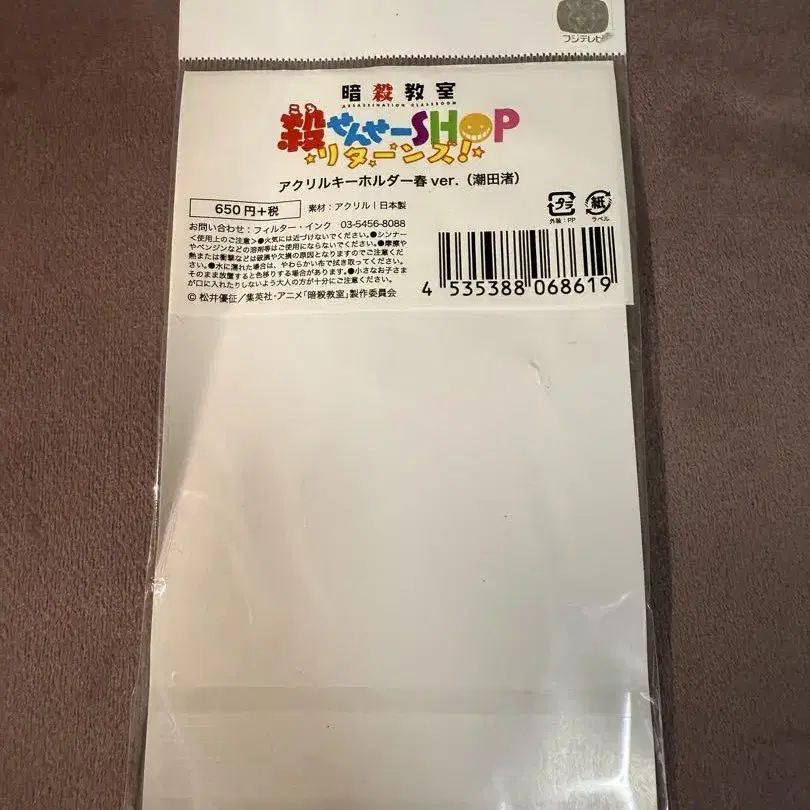 フジテレビ
暗殺教室
ASSASSINATION CLASSROOM
殺せんせーSHOP
リターンズ!
アクリルキーホルダー春 ver.（潮田渚）
650円+税 素材：アクリル | 日本製
お問い合わせ：フィルター・インク 03-5456-8088
<使用上のご注意>●火気には近づけないでください。●シンナー
やベンジンなどの溶剤等はご使用にならないでください。●摩擦や
熱または衝撃などは破損や欠損の原因となりますのでご注意くだ
さい。●水に濡れた場合は、やわらかい布で拭き取ってください。
そのまま放置すると色移りする場合があります。●小さなお子さま
が口に入れたりしないよう大人の方が十分にご注意ください。
© 松井優征／集英社・アニメ「暗殺教室」製作委員会
プラ 紙
外装：PP ラベル
4 535388 068619